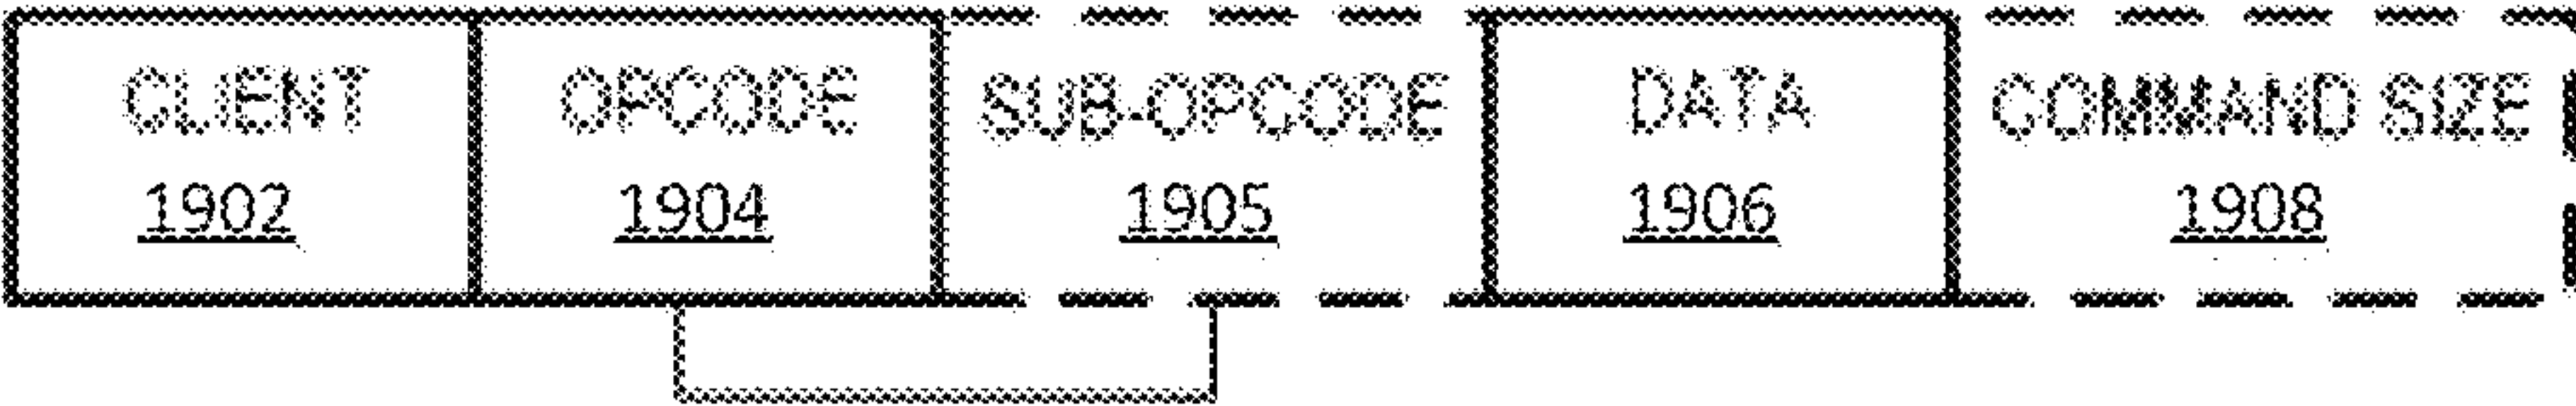 CLIENT OPCODE SUB-OPCODE DATA COMMAND SIZE
1902 1904 1905 1906 1908